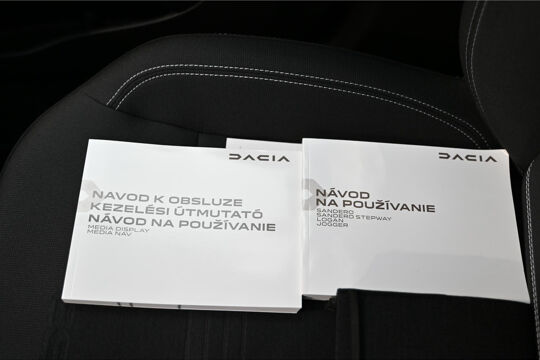 DACIA
NAVOD K OBSLUZE
KEZELÉSI ÚTMUTATÓ
NÁVOD NA POUŽÍVANIE
MEDIA DISPLAY
MEDIA NAV
DACIA
NÁVOD
NA POUŽÍVANIE
SANDERO
SANDERO STEPWAY
LOGAN
JOGGER